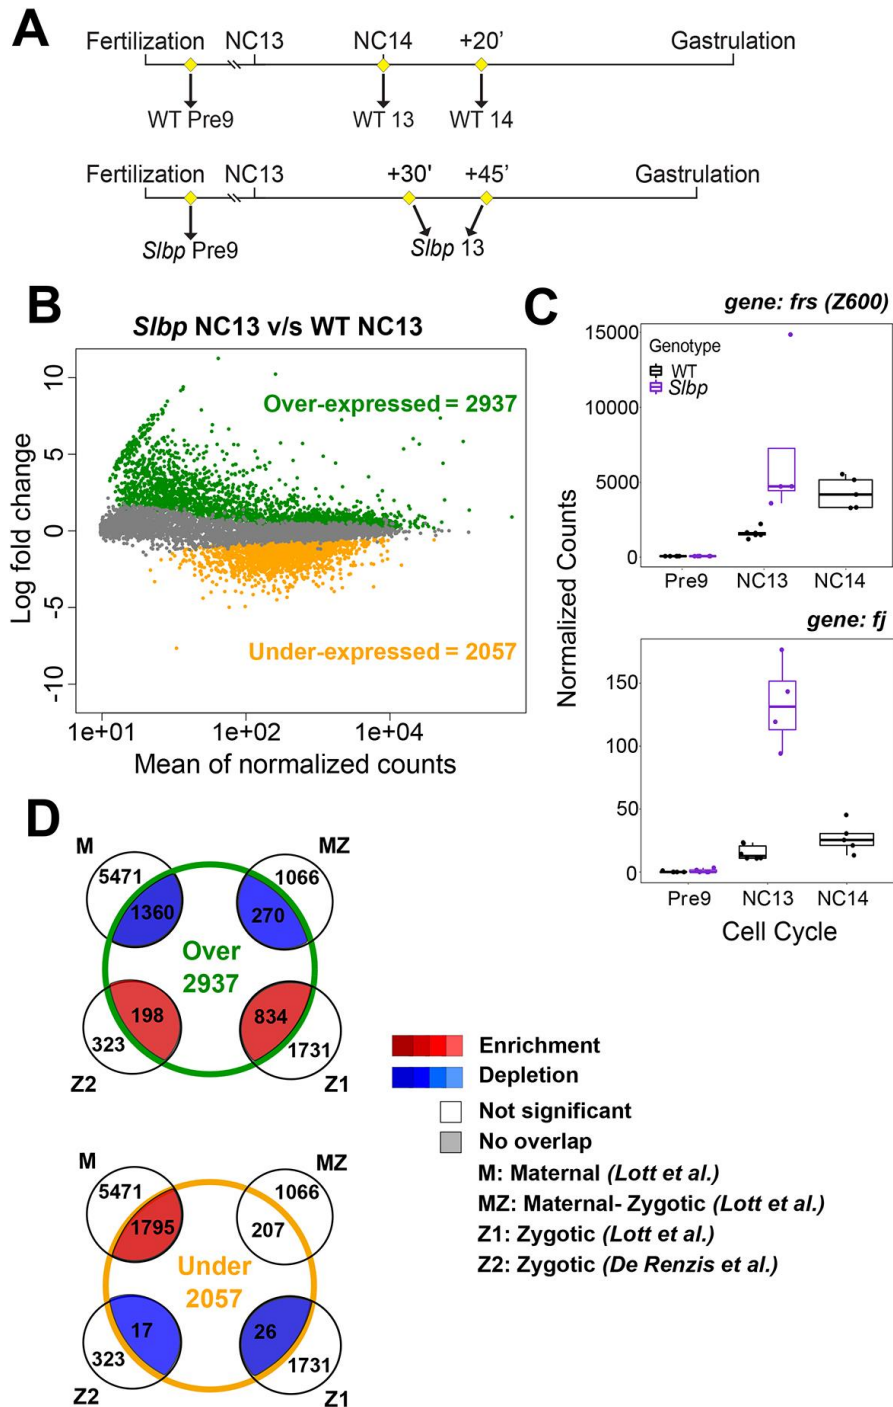 A
Fertilization NC13 NC14 +20’ Gastrulation
WT Pre9 WT 13 WT 14
Fertilization NC13 +30' +45’ Gastrulation
Slbp Pre9 Slbp 13
B
Slbp NC13 v/s WT NC13
Over-expressed = 2937
Under-expressed = 2057
Log fold change
10
5
0
-5
-10
1e+01 1e+02 1e+04
Mean of normalized counts
C
gene: frs (Z600)
Genotype
WT
Slbp
15000
10000
5000
0
Pre9 NC13 NC14
Normalized Counts
gene: fj
150
100
50
0
Pre9 NC13 NC14
Cell Cycle
D
M MZ
5471 1066
1360 270
Over
2937
198 834
323 1731
Z2 Z1
M MZ
5471 1066
1795 207
Under
2057
17 26
323 1731
Z2 Z1
Enrichment
Depletion
Not significant
No overlap
M: Maternal (Lott et al.)
MZ: Maternal- Zygotic (Lott et al.)
Z1: Zygotic (Lott et al.)
Z2: Zygotic (De Renzis et al.)